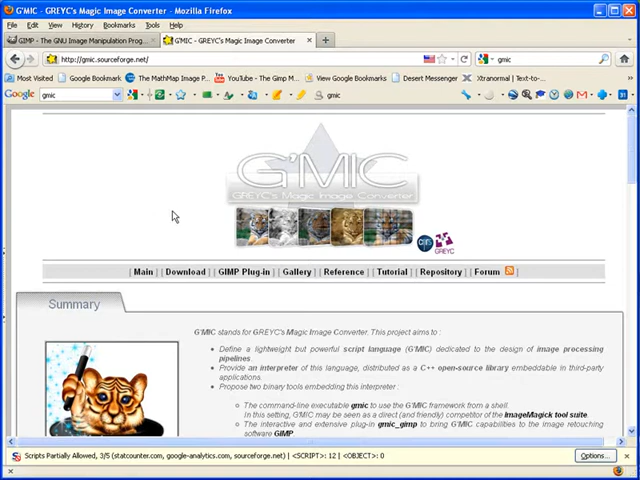 G'MIC - GREYC's Magic Image Converter - Mozilla Firefox
File Edit View History Bookmarks Tools Help
GIMP - The GNU Image Manipulation Prog...
G'MIC - GREYC's Magic Image Converter
http://gmic.sourceforge.net/
gmic
Most Visited Google Bookmark The MathMap Image P... YouTube - The Gimp M... Google Bookmarks Desert Messenger Xtranormal | Text-to-...
Google gmic gmic
G'MIC
GREYC's Magic Image Converter
cnrs GREYC
[ Main ] [ Download ] [ GIMP Plug-in ] [ Gallery ] [ Reference ] [ Tutorial ] [ Repository ] [ Forum ]
Summary
G'MIC stands for GREYC's Magic Image Converter. This project aims to :
Define a lightweight but powerful script language (G'MIC) dedicated to the design of image processing
pipelines.
Provide an interpreter of this language, distributed as a C++ open-source library embeddable in third-party
applications.
Propose two binary tools embedding this interpreter :
The command-line executable gmic to use the G'MIC framework from a shell.
In this setting, G'MIC may be seen as a direct (and friendly) competitor of the ImageMagick tool suite.
The interactive and extensive plug-in gmic_gimp to bring G'MIC capabilities to the image retouching
software GIMP.
Scripts Partially Allowed, 3/5 (statcounter.com, google-analytics.com, sourceforge.net) | <SCRIPT>: 12 | <OBJECT>: 0
Options...